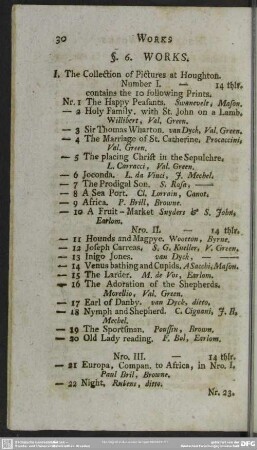 30 WORKS
§. 6. WORKS.
I. The Collection of Pictures at Houghton.
Number I. — 14 thlr.
contains the 10 following Prints.
Nr. 1 The Happy Peasants. Swanevelt, Mason.
— 2 Holy Family, with St. John on a Lamb,
Willibert, Val. Green.
— 3 Sir Thomas Wharton. van Dyck, Val. Green.
— 4 The Marriage of St. Catherine, Procaccini,
Val. Green.
— 5 The placing Christ in the Sepulchre.
L. Carracci, Val. Green.
— 6 Joconda. L. da Vinci, J. Mechel.
— 7 The Prodigal Son. S. Rosa, —
— 8 A Sea Port. Cl. Lorrain, Canot.
— 9 Africa. P. Brill, Browne.
— 10 A Fruit-Market Snyders & S. John,
Earlom.
Nro. II. — 14 thlr.
— 11 Hounds and Magpye. Wootton, Byrne.
— 12 Joseph Carreas. S. G. Kneller, V. Green.
— 13 Inigo Jones. van Dyck, —
— 14 Venus bathing and Cupids. A Sacchi, Mason.
— 15 The Larder. M. de Vos, Earlom.
— 16 The Adoration of the Shepherds.
Morellio, Val. Green.
— 17 Earl of Danby. van Dyck, ditto.
— 18 Nymph and Shepherd. C. Cignani, J. B.
Mechel.
— 19 The Sportsman. Poussin, Brown.
— 20 Old Lady reading. F. Bol, Earlom.
Nro. III. — 14 thlr.
— 21 Europa, Compan. to Africa, in Nro. I.
Paul Bril, Browne.
— 22 Night, Rubens, ditto.
Nr. 23.